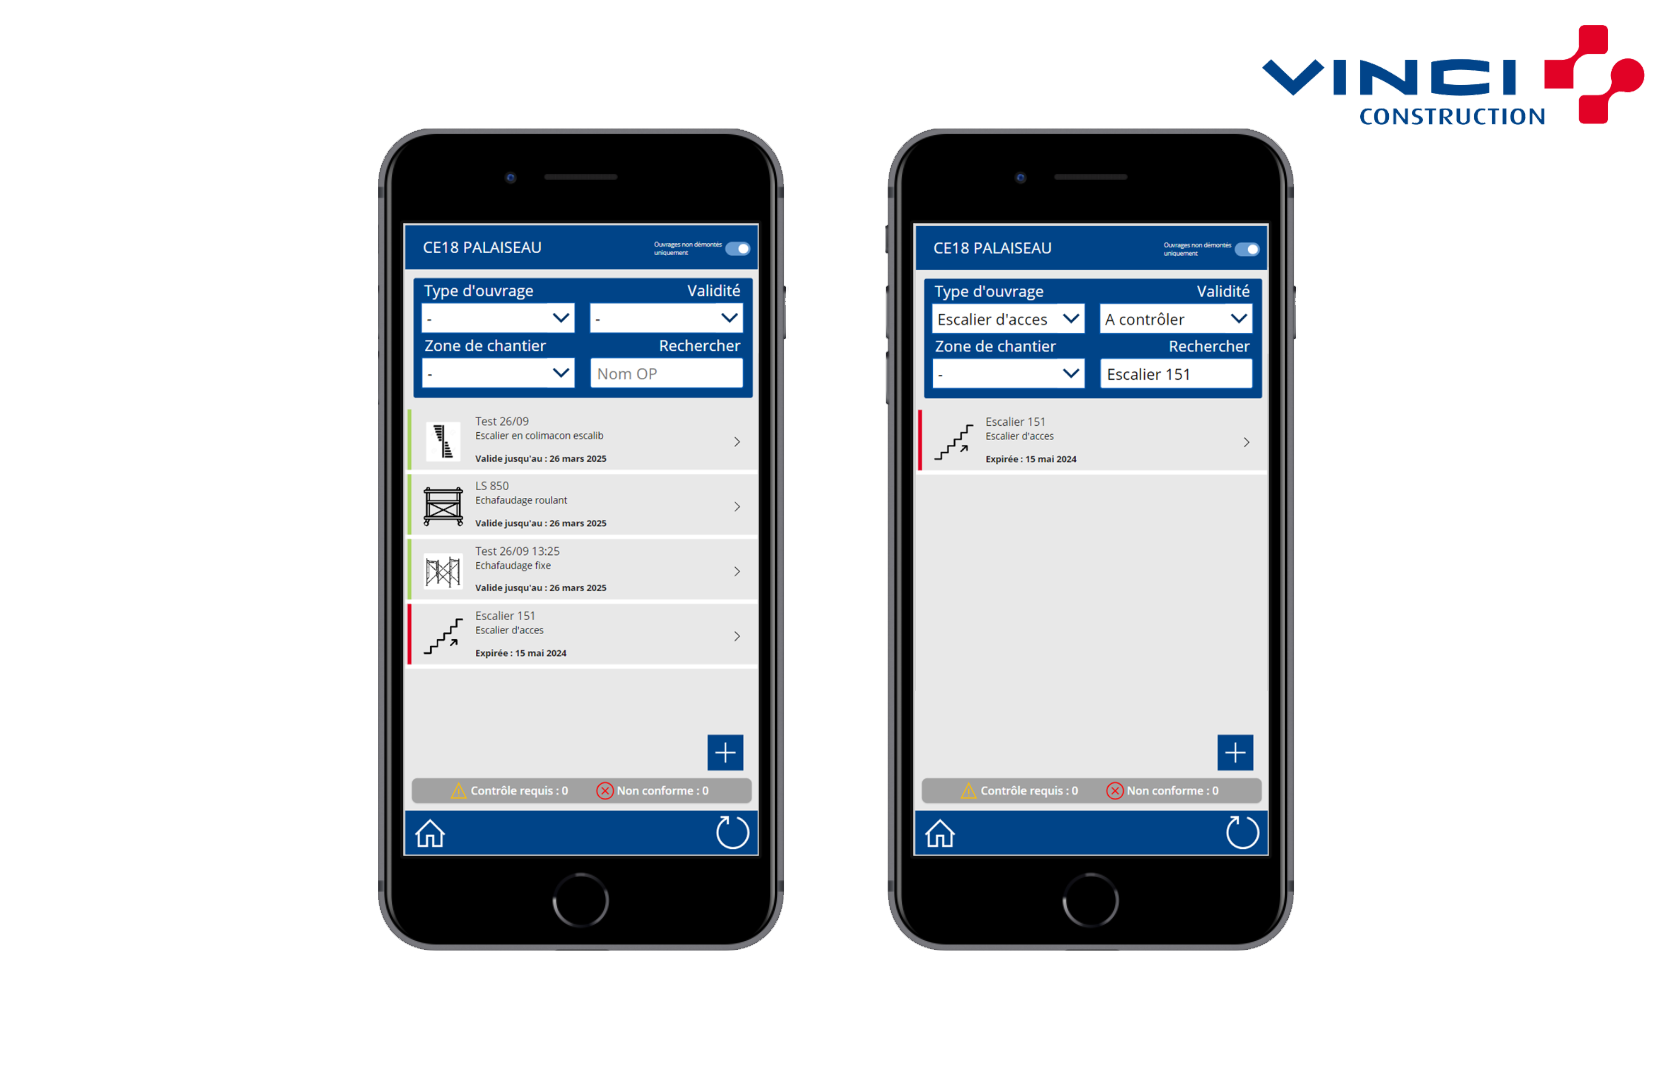 VINCI
CONSTRUCTION
CE18 PALAISEAU
Ouvrages non démontés
uniquement
Type d'ouvrage
Validité
-
-
Zone de chantier
Rechercher
-
Nom OP
Test 26/09
Escalier en colimacon escalib
Valide jusqu'au : 26 mars 2025
LS 850
Echafaudage roulant
Valide jusqu'au : 26 mars 2025
Test 26/09 13:25
Echafaudage fixe
Valide jusqu'au : 26 mars 2025
Escalier 151
Escalier d'acces
Expirée : 15 mai 2024
Contrôle requis : 0
Non conforme : 0
CE18 PALAISEAU
Ouvrages non démontés
uniquement
Type d'ouvrage
Validité
Escalier d'acces
A contrôler
Zone de chantier
Rechercher
-
Escalier 151
Escalier 151
Escalier d'acces
Expirée : 15 mai 2024
Contrôle requis : 0
Non conforme : 0